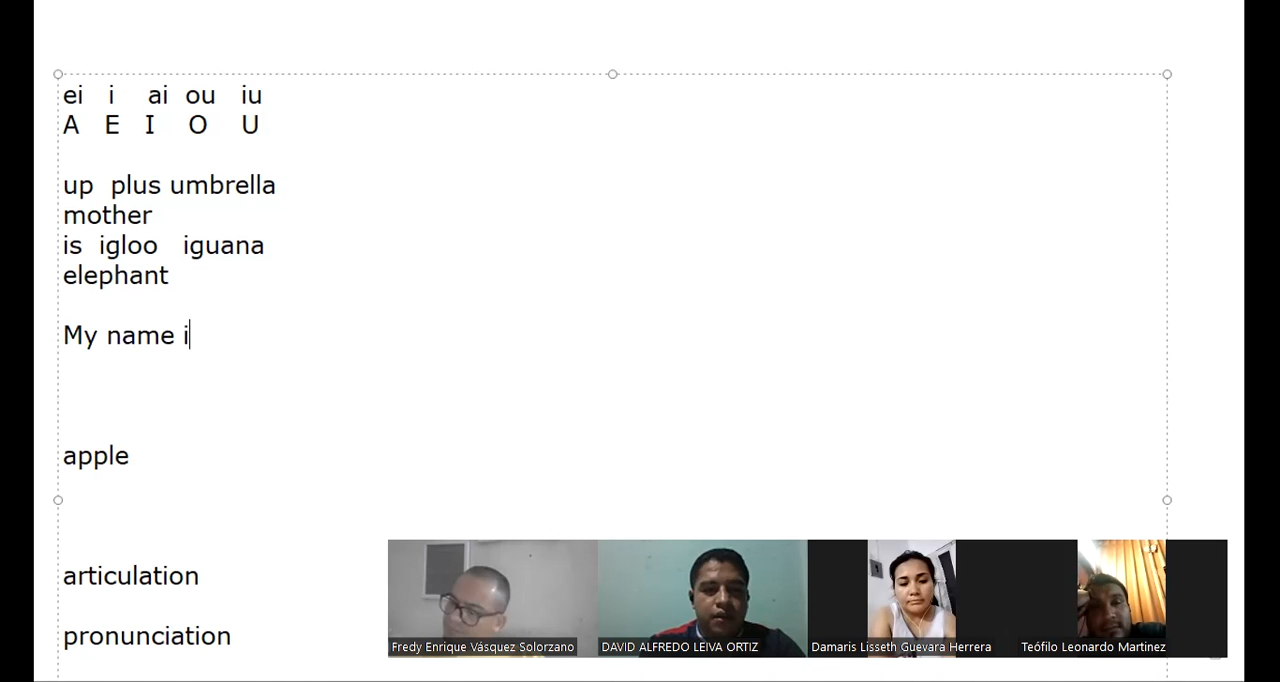 ei i ai ou iu
A E I O U
up plus umbrella
mother
is igloo iguana
elephant
My name i
apple
articulation
pronunciation
Fredy Enrique Vásquez Solorzano
DAVID ALFREDO LEIVA ORTIZ
Damaris Lisseth Guevara Herrera
Teófilo Leonardo Martinez